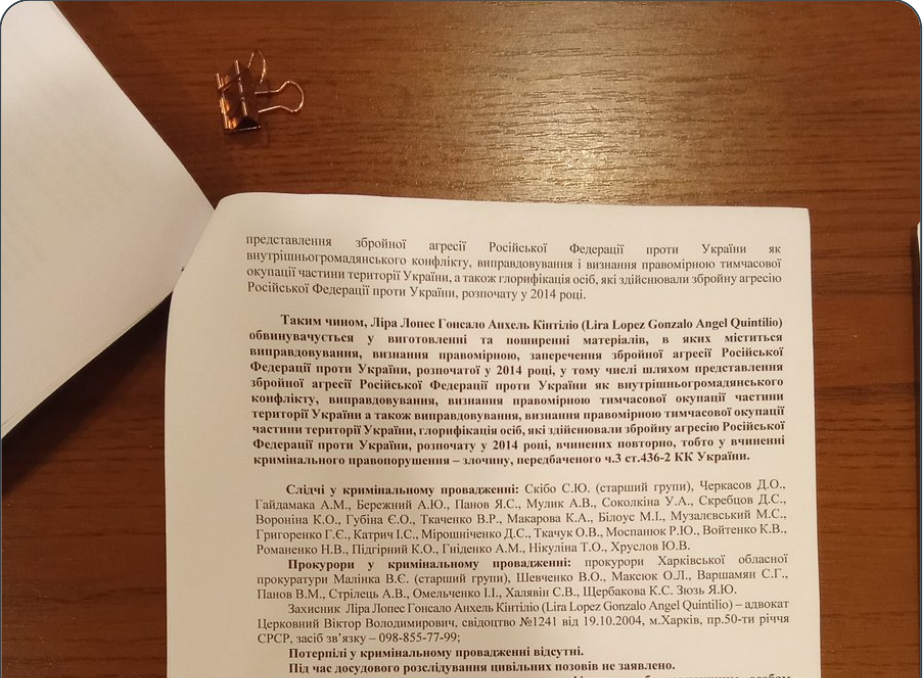 представлення збройної агресії Російської Федерації проти України як
внутрішньогромадянського конфлікту, виправдовування і визнання правомірною тимчасової
окупації частини території України, а також глорифікація осіб, які здійснювали збройну агресію
Російської Федерації проти України, розпочату у 2014 році.
Таким чином, Ліра Лопес Гонсало Анхель Кінтіліо (Lira Lopez Gonzalo Angel Quintilio)
обвинувачується у виготовленні та поширенні матеріалів, в яких міститься
виправдовування, визнання правомірною, заперечення збройної агресії Російської
Федерації проти України, розпочатої у 2014 році, у тому числі шляхом представлення
збройної агресії Російської Федерації проти України як внутрішньогромадянського
конфлікту, виправдовування, визнання правомірною тимчасової окупації частини
території України а також виправдовування, визнання правомірною тимчасової окупації
частини території України, глорифікація осіб, які здійснювали збройну агресію Російської
Федерації проти України, розпочату у 2014 році, вчинених повторно, тобто у вчиненні
кримінального правопорушення – злочину, передбаченого ч.3 ст.436-2 КК України.
Слідчі у кримінальному провадженні: Скібо С.Ю. (старший групи), Черкасов Д.О.,
Гайдамака А.М., Бережний А.Ю., Панов Я.С., Мулик А.В., Соколкіна У.А., Скребцов Д.С.,
Вороніна К.О., Губіна Є.О., Ткаченко В.Р., Макарова К.А., Білоус М.І., Музалєвський М.С.,
Григоренко Г.Є., Катрич І.С., Мірошніченко Д.С., Ткачук О.В., Моспанюк Р.Ю., Войтенко К.В.,
Романенко Н.В., Підгірний К.О., Гніденко А.М., Нікуліна Т.О., Хруслов Ю.В.
Прокурори у кримінальному провадженні: прокурори Харківської обласної
прокуратури Малінка В.Є. (старший групи), Шевченко В.О., Максюк О.Л., Варшамян С.Г.,
Панов В.М., Стрілець А.В., Омельченко І.І., Халявін С.В., Щербакова К.С. Зюзь Я.Ю.
Захисник Ліра Лопес Гонсало Анхель Кінтіліо (Lira Lopez Gonzalo Angel Quintilio) – адвокат
Церковний Віктор Володимирович, свідоцтво №1241 від 19.10.2004, м.Харків, пр.50-ти річчя
СРСР, засіб зв’язку – 098-855-77-99;
Потерпілі у кримінальному провадженні відсутні.
Під час досудового розслідування цивільних позовів не заявлено.